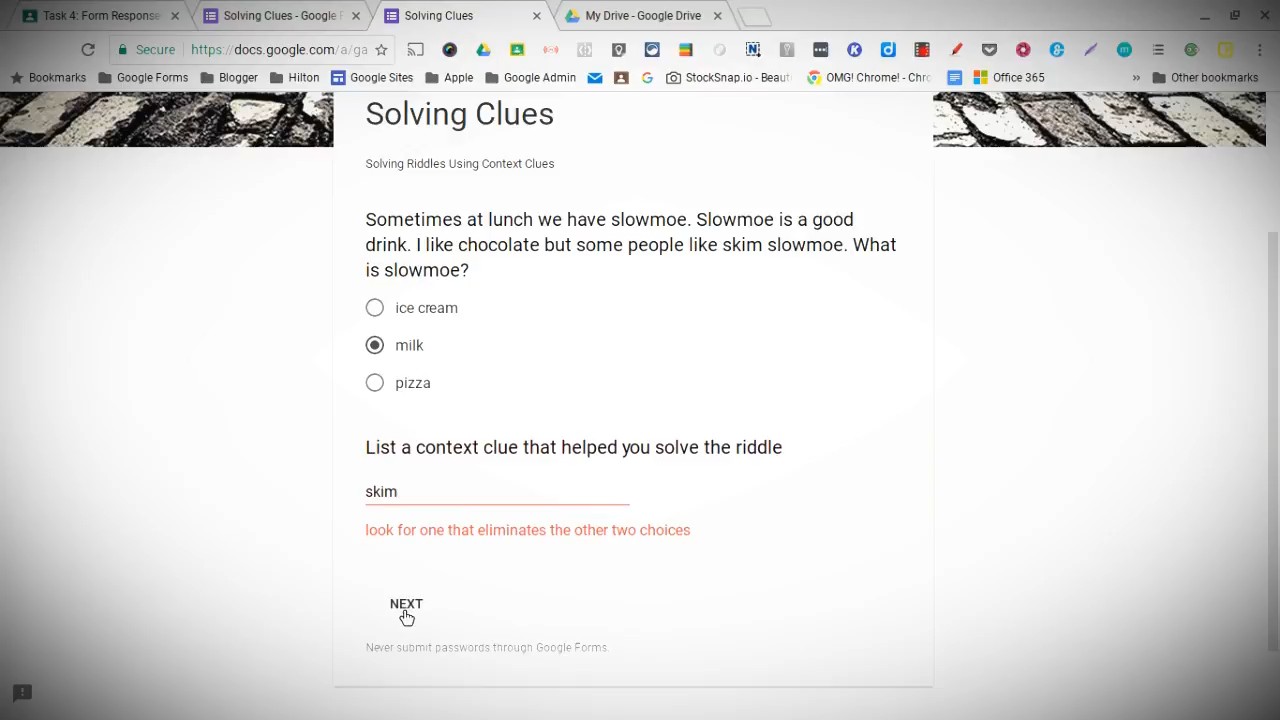 Task 4: Form Response
Solving Clues - Google F
Solving Clues
My Drive - Google Drive
Secure
https://docs.google.com/a/ga
Bookmarks
Google Forms
Blogger
Hilton
Google Sites
Apple
Google Admin
StockSnap.io - Beaut
OMG! Chrome! - Chr
Office 365
Other bookmarks
Solving Clues
Solving Riddles Using Context Clues
Sometimes at lunch we have slowmoe. Slowmoe is a good
drink. I like chocolate but some people like skim slowmoe. What
is slowmoe?
ice cream
milk
pizza
List a context clue that helped you solve the riddle
skim
look for one that eliminates the other two choices
NEXT
Never submit passwords through Google Forms.